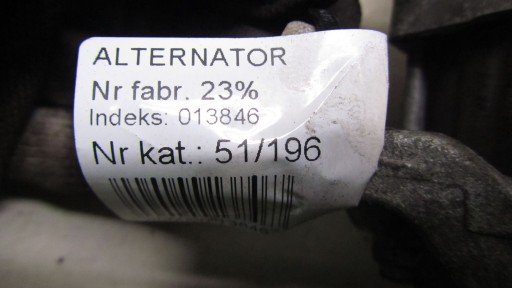 ALTERNATOR
Nr fabr. 23%
Indeks: 013846
Nr kat.: 51/196